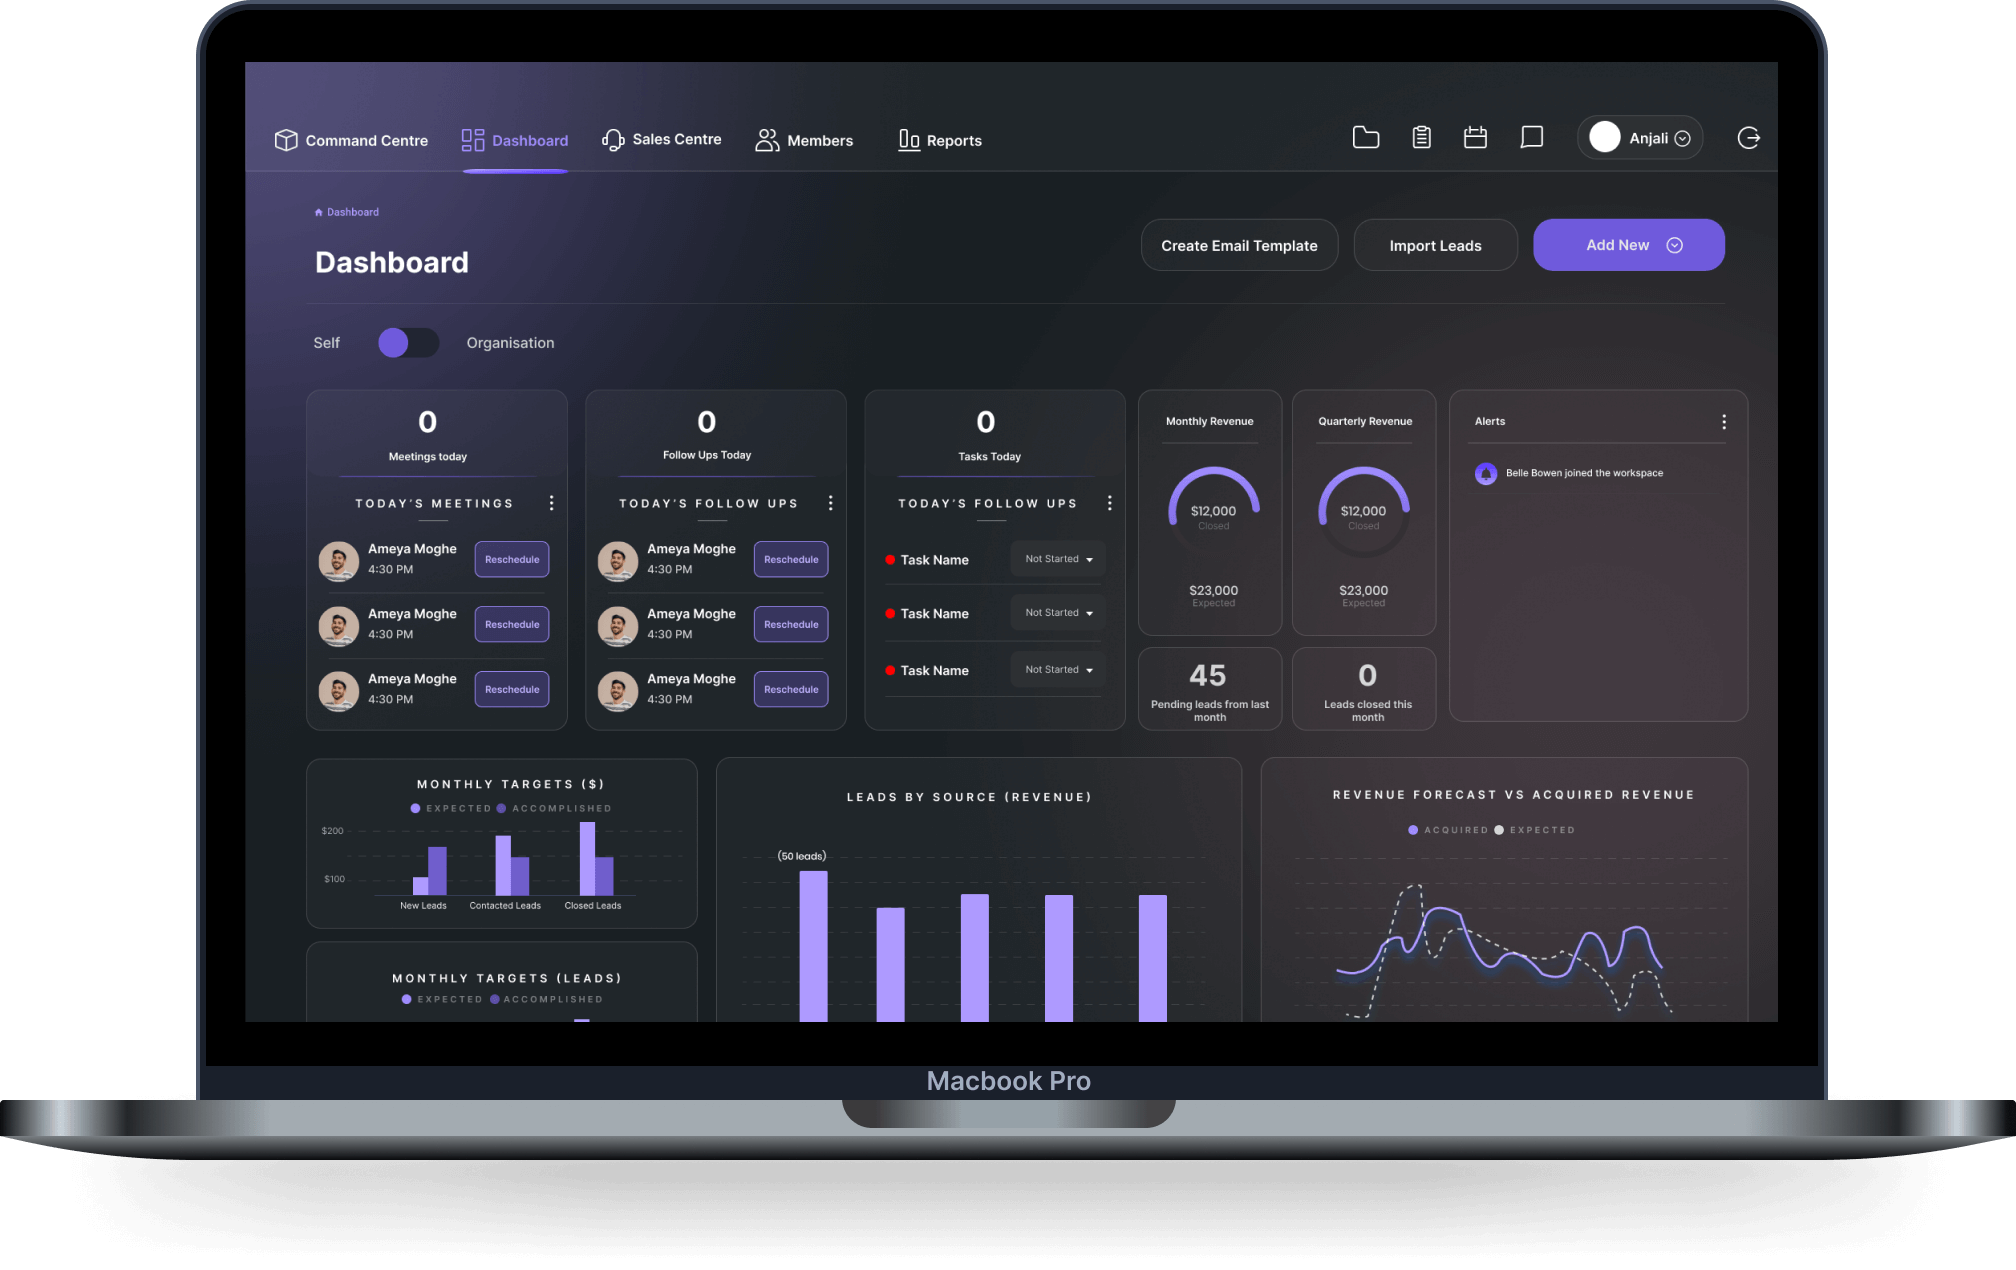 Command Centre
Dashboard
Sales Centre
Members
Reports
Anjali
Dashboard
Dashboard
Create Email Template
Import Leads
Add New
Self
Organisation
0
Meetings today
TODAY'S MEETINGS
Ameya Moghe
4:30 PM
Reschedule
Ameya Moghe
4:30 PM
Reschedule
Ameya Moghe
4:30 PM
Reschedule
0
Follow Ups Today
TODAY'S FOLLOW UPS
Ameya Moghe
4:30 PM
Reschedule
Ameya Moghe
4:30 PM
Reschedule
Ameya Moghe
4:30 PM
Reschedule
0
Tasks Today
TODAY'S FOLLOW UPS
Task Name
Not Started
Task Name
Not Started
Task Name
Not Started
Monthly Revenue
$12,000
Closed
$23,000
Expected
Quarterly Revenue
$12,000
Closed
$23,000
Expected
45
Pending leads from last
month
0
Leads closed this
month
Alerts
Belle Bowen joined the workspace
MONTHLY TARGETS ($)
EXPECTED ACCOMPLISHED
$200
$100
New Leads
Contacted Leads
Closed Leads
MONTHLY TARGETS (LEADS)
EXPECTED ACCOMPLISHED
LEADS BY SOURCE (REVENUE)
(50 leads)
REVENUE FORECAST VS ACQUIRED REVENUE
ACQUIRED EXPECTED
Macbook Pro